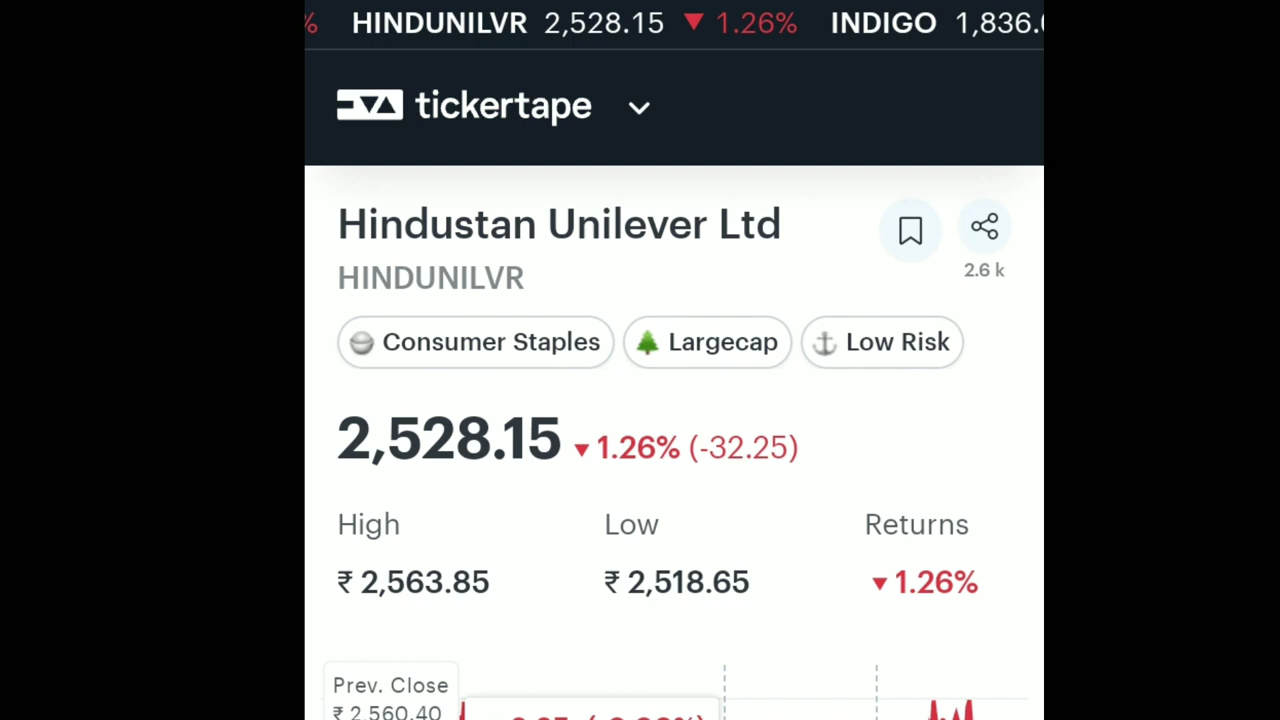 % HINDUNILVR 2,528.15 ▼ 1.26% INDIGO 1,836.
tickertape
Hindustan Unilever Ltd
HINDUNILVR
2.6 k
Consumer Staples Largecap Low Risk
2,528.15 ▼ 1.26% (-32.25)
High Low Returns
₹ 2,563.85 ₹ 2,518.65 ▼ 1.26%
Prev. Close
₹ 2,560.40